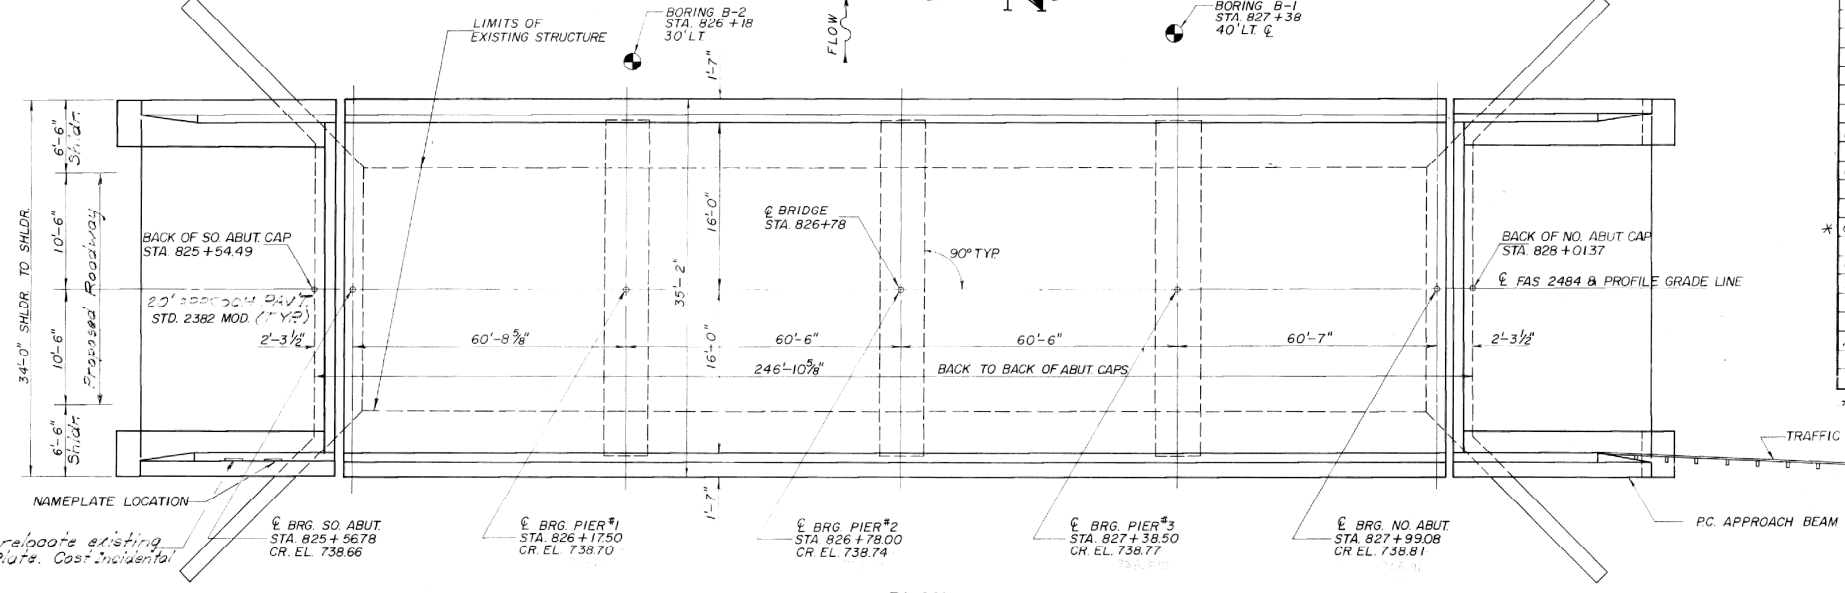 BORING B-2
STA. 826+18
30' LT.
BORING B-1
STA. 827+38
40' LT. ℄
LIMITS OF
EXISTING STRUCTURE
FLOW
N
1'-7"
6'-6"
Shldr.
10'-6"
34'-0" SHLDR. TO SHLDR.
Proposed Roadway
10'-6"
6'-6"
Shldr.
16'-0"
35'-2"
16'-0"
1'-7"
℄ BRIDGE
STA. 826+78
90° TYP.
BACK OF SO. ABUT. CAP
STA. 825+54.49
BACK OF NO. ABUT. CAP
STA. 828+01.37
℄ FAS 2484 & PROFILE GRADE LINE
20' APPROACH PAV'T.
STD. 2382 MOD. (TYP.)
2'-3½"
60'-8⅝"
60'-6"
60'-6"
60'-7"
2'-3½"
246'-10⅝" BACK TO BACK OF ABUT. CAPS
TRAFFIC
NAMEPLATE LOCATION
relocate existing
Plate. Cost Incidental
℄ BRG. SO. ABUT.
STA. 825+56.78
CR. EL. 738.66
℄ BRG. PIER #1
STA. 826+17.50
CR. EL. 738.70
℄ BRG. PIER #2
STA. 826+78.00
CR. EL. 738.74
℄ BRG. PIER #3
STA. 827+38.50
CR. EL. 738.77
℄ BRG. NO. ABUT.
STA. 827+99.08
CR. EL. 738.81
P.C. APPROACH BEAM
*